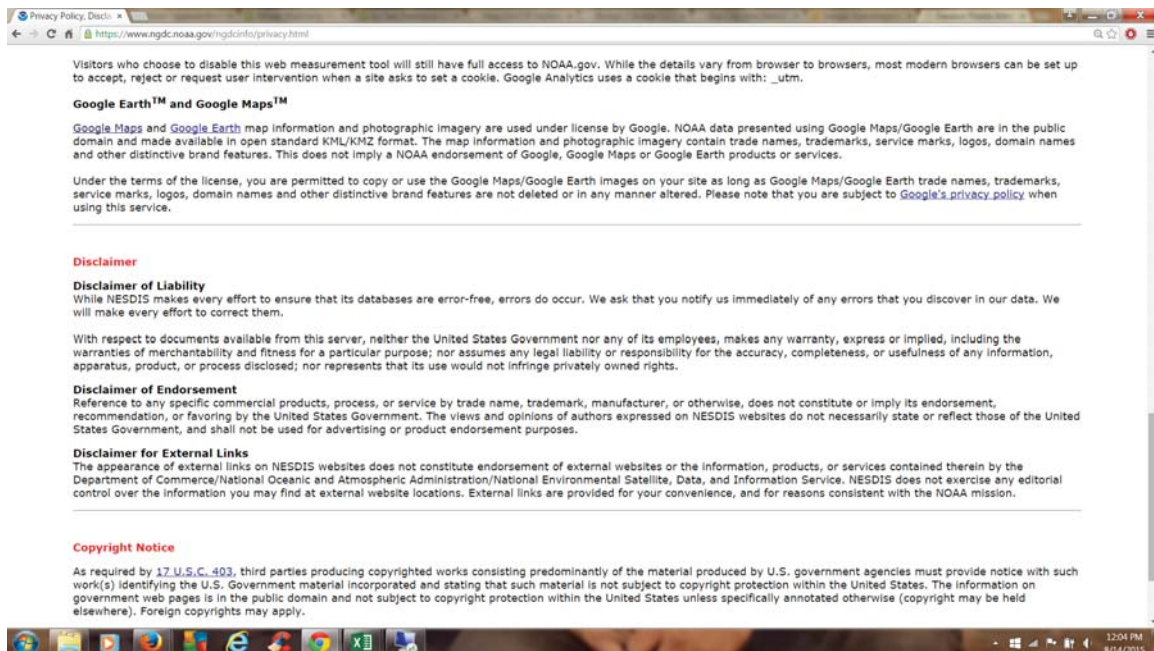 Privacy Policy, Discla
https://www.ngdc.noaa.gov/ngdcinfo/privacy.html
Visitors who choose to disable this web measurement tool will still have full access to NOAA.gov. While the details vary from browser to browsers, most modern browsers can be set up
to accept, reject or request user intervention when a site asks to set a cookie. Google Analytics uses a cookie that begins with: _utm.
Google Earth™ and Google Maps™
Google Maps and Google Earth map information and photographic imagery are used under license by Google. NOAA data presented using Google Maps/Google Earth are in the public
domain and made available in open standard KML/KMZ format. The map information and photographic imagery contain trade names, trademarks, service marks, logos, domain names
and other distinctive brand features. This does not imply a NOAA endorsement of Google, Google Maps or Google Earth products or services.
Under the terms of the license, you are permitted to copy or use the Google Maps/Google Earth images on your site as long as Google Maps/Google Earth trade names, trademarks,
service marks, logos, domain names and other distinctive brand features are not deleted or in any manner altered. Please note that you are subject to Google's privacy policy when
using this service.
Disclaimer
Disclaimer of Liability
While NESDIS makes every effort to ensure that its databases are error-free, errors do occur. We ask that you notify us immediately of any errors that you discover in our data. We
will make every effort to correct them.
With respect to documents available from this server, neither the United States Government nor any of its employees, makes any warranty, express or implied, including the
warranties of merchantability and fitness for a particular purpose; nor assumes any legal liability or responsibility for the accuracy, completeness, or usefulness of any information,
apparatus, product, or process disclosed; nor represents that its use would not infringe privately owned rights.
Disclaimer of Endorsement
Reference to any specific commercial products, process, or service by trade name, trademark, manufacturer, or otherwise, does not constitute or imply its endorsement,
recommendation, or favoring by the United States Government. The views and opinions of authors expressed on NESDIS websites do not necessarily state or reflect those of the United
States Government, and shall not be used for advertising or product endorsement purposes.
Disclaimer for External Links
The appearance of external links on NESDIS websites does not constitute endorsement of external websites or the information, products, or services contained therein by the
Department of Commerce/National Oceanic and Atmospheric Administration/National Environmental Satellite, Data, and Information Service. NESDIS does not exercise any editorial
control over the information you may find at external website locations. External links are provided for your convenience, and for reasons consistent with the NOAA mission.
Copyright Notice
As required by 17 U.S.C. 403, third parties producing copyrighted works consisting predominantly of the material produced by U.S. government agencies must provide notice with such
work(s) identifying the U.S. Government material incorporated and stating that such material is not subject to copyright protection within the United States. The information on
government web pages is in the public domain and not subject to copyright protection within the United States unless specifically annotated otherwise (copyright may be held
elsewhere). Foreign copyrights may apply.
12:04 PM
8/14/2015